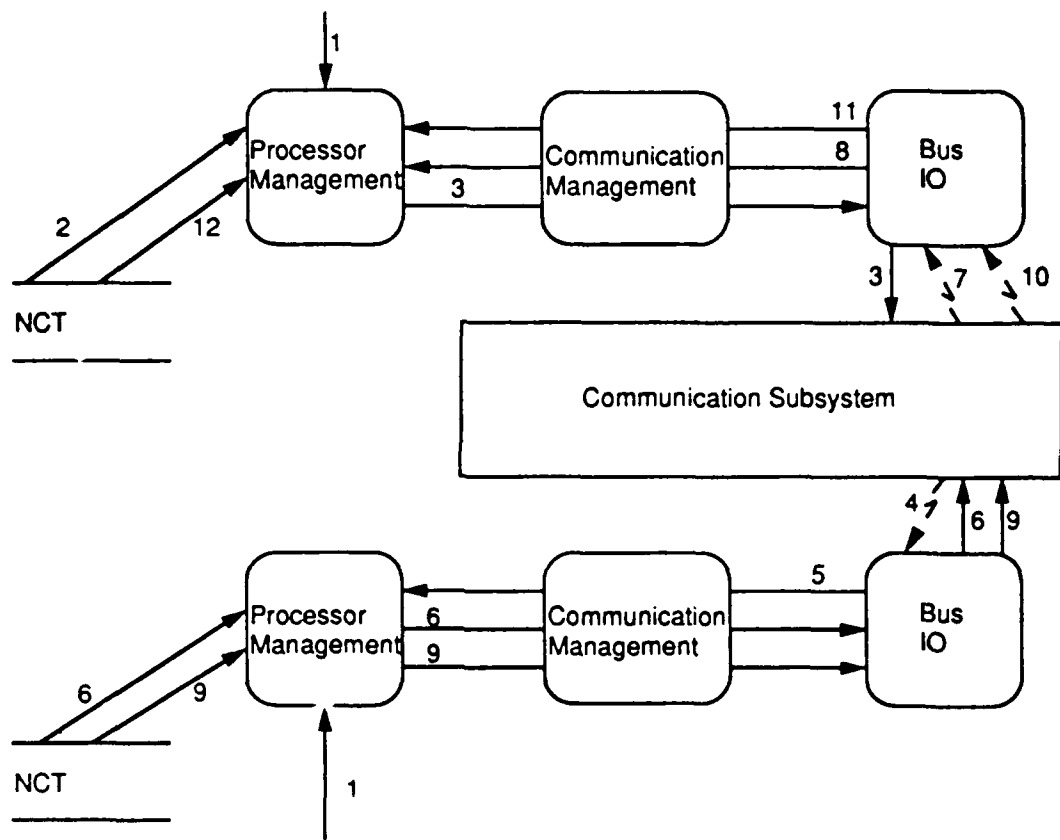 1
Processor
Management
Communication
Management
Bus
IO
11
8
3
2
12
NCT
3
7
10
Communication Subsystem
4
6
9
Processor
Management
Communication
Management
Bus
IO
5
6
9
6
9
NCT
1